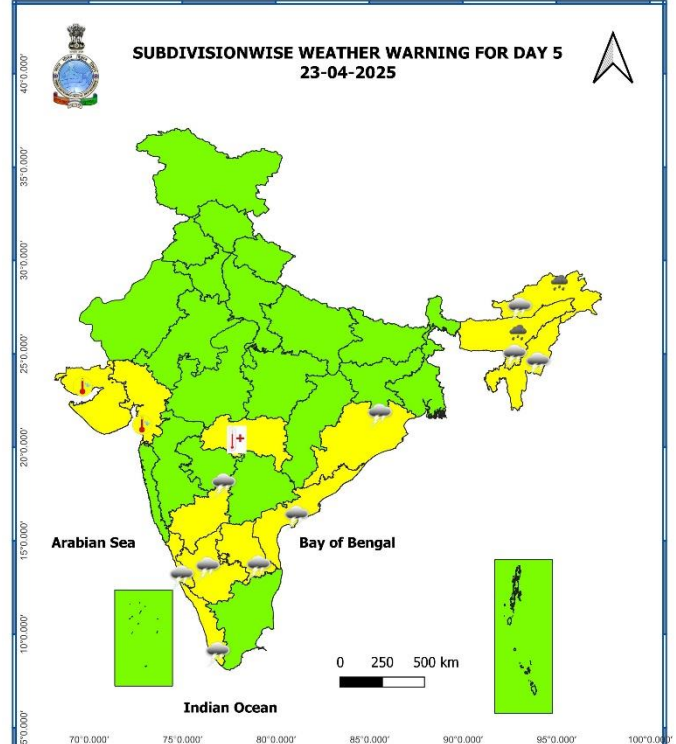 SUBDIVISIONWISE WEATHER WARNING FOR DAY 5
23-04-2025
40°0.000'
35°0.000'
30°0.000'
25°0.000'
20°0.000'
15°0.000'
10°0.000'
5°0.000'
Arabian Sea
Bay of Bengal
0 250 500 km
Indian Ocean
70°0.000' 75°0.000' 80°0.000' 85°0.000' 90°0.000' 95°0.000' 100°0.000'